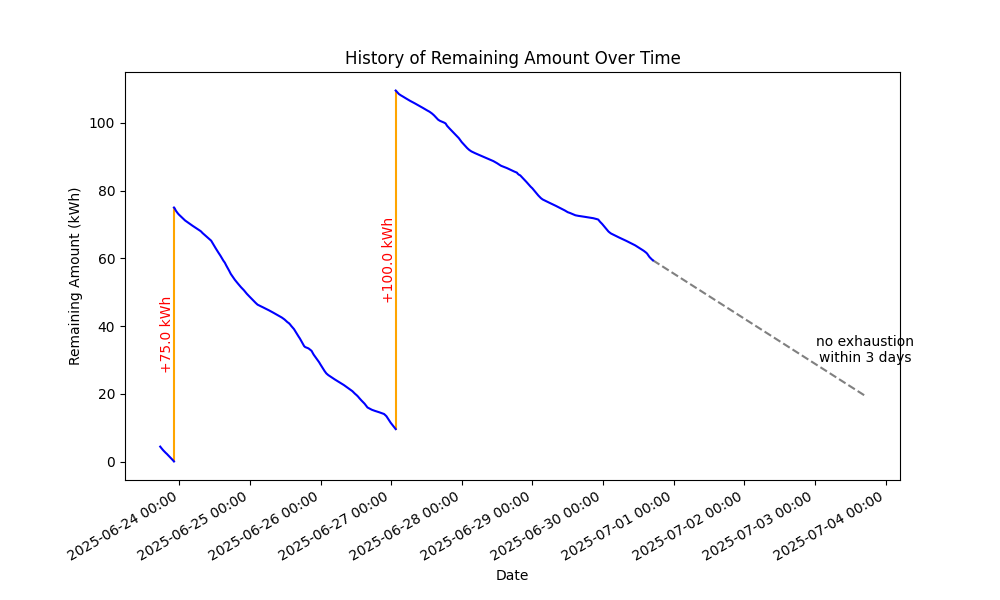 History of Remaining Amount Over Time
Remaining Amount (kWh)
100
80
60
40
20
0
+75.0 kWh
+100.0 kWh
no exhaustion
within 3 days
2025-06-24 00:00
2025-06-25 00:00
2025-06-26 00:00
2025-06-27 00:00
2025-06-28 00:00
2025-06-29 00:00
2025-06-30 00:00
2025-07-01 00:00
2025-07-02 00:00
2025-07-03 00:00
2025-07-04 00:00
Date